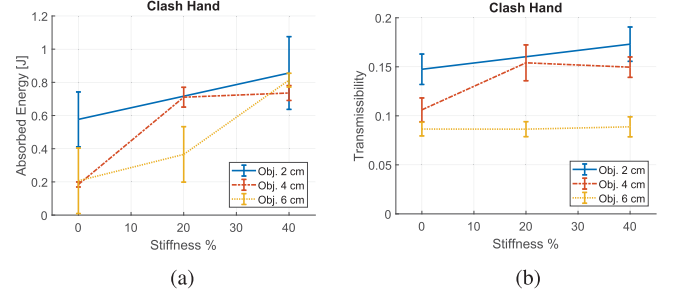 Clash Hand
Absorbed Energy [J]
1.2
1
0.8
0.6
0.4
0.2
0
0 10 20 30 40
Stiffness %
Obj. 2 cm
Obj. 4 cm
Obj. 6 cm
(a)
Clash Hand
Transmissibility
0.2
0.15
0.1
0.05
0
0 10 20 30 40
Stiffness %
Obj. 2 cm
Obj. 4 cm
Obj. 6 cm
(b)